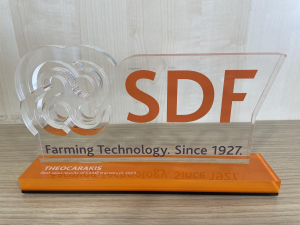 SDF
Farming Technology. Since 1927.
THEOCARAKIS